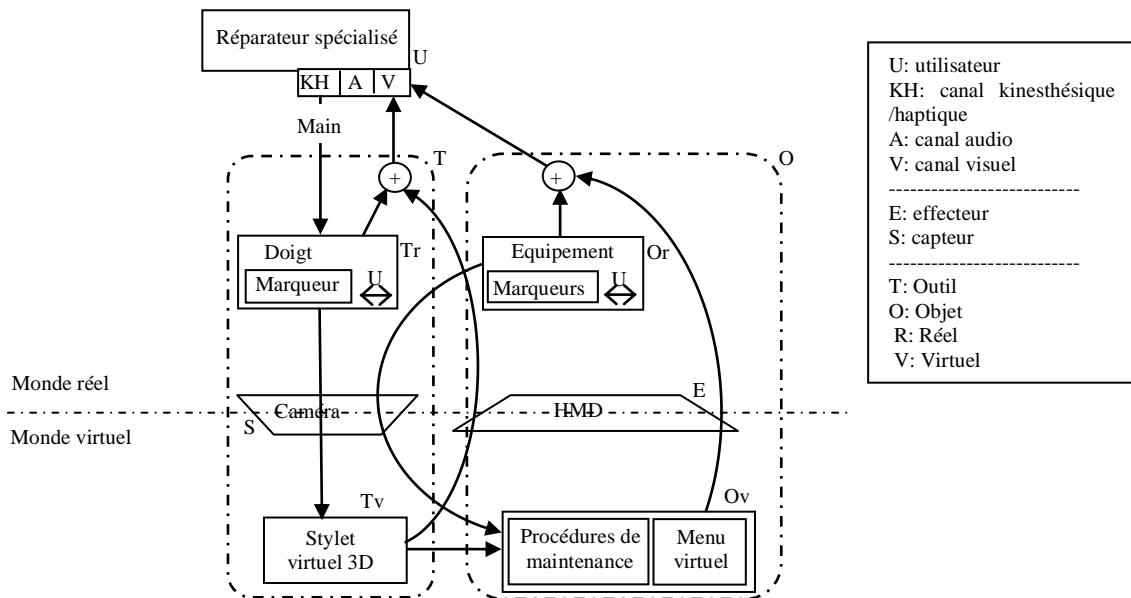 Réparateur spécialisé
U
KH A V
Main
T
O
+
+
Doigt
Tr
Marqueur
U
Equipement
Or
Marqueurs
U
Monde réel
Caméra
HMD
E
S
Monde virtuel
Tv
Ov
Stylet
virtuel 3D
Procédures de
maintenance
Menu
virtuel
U: utilisateur
KH: canal kinesthésique
/haptique
A: canal audio
V: canal visuel
----------------------------
E: effecteur
S: capteur
----------------------------
T: Outil
O: Objet
R: Réel
V: Virtuel